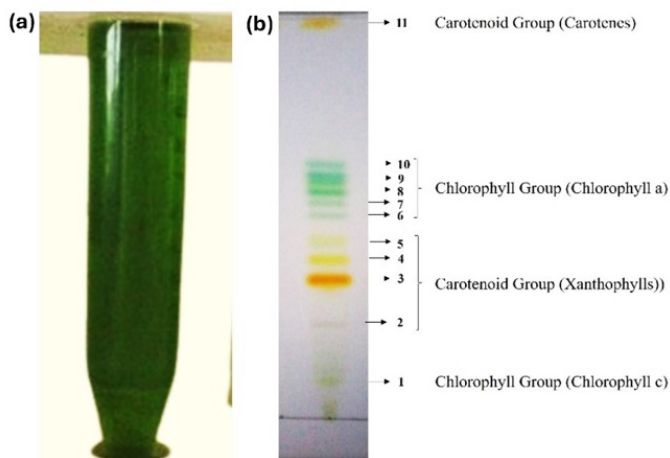 (a)
(b)
11 Carotenoid Group (Carotenes)
10
9
8
7
6
Chlorophyll Group (Chlorophyll a)
5
4
3
2
Carotenoid Group (Xanthophylls))
1 Chlorophyll Group (Chlorophyll c)